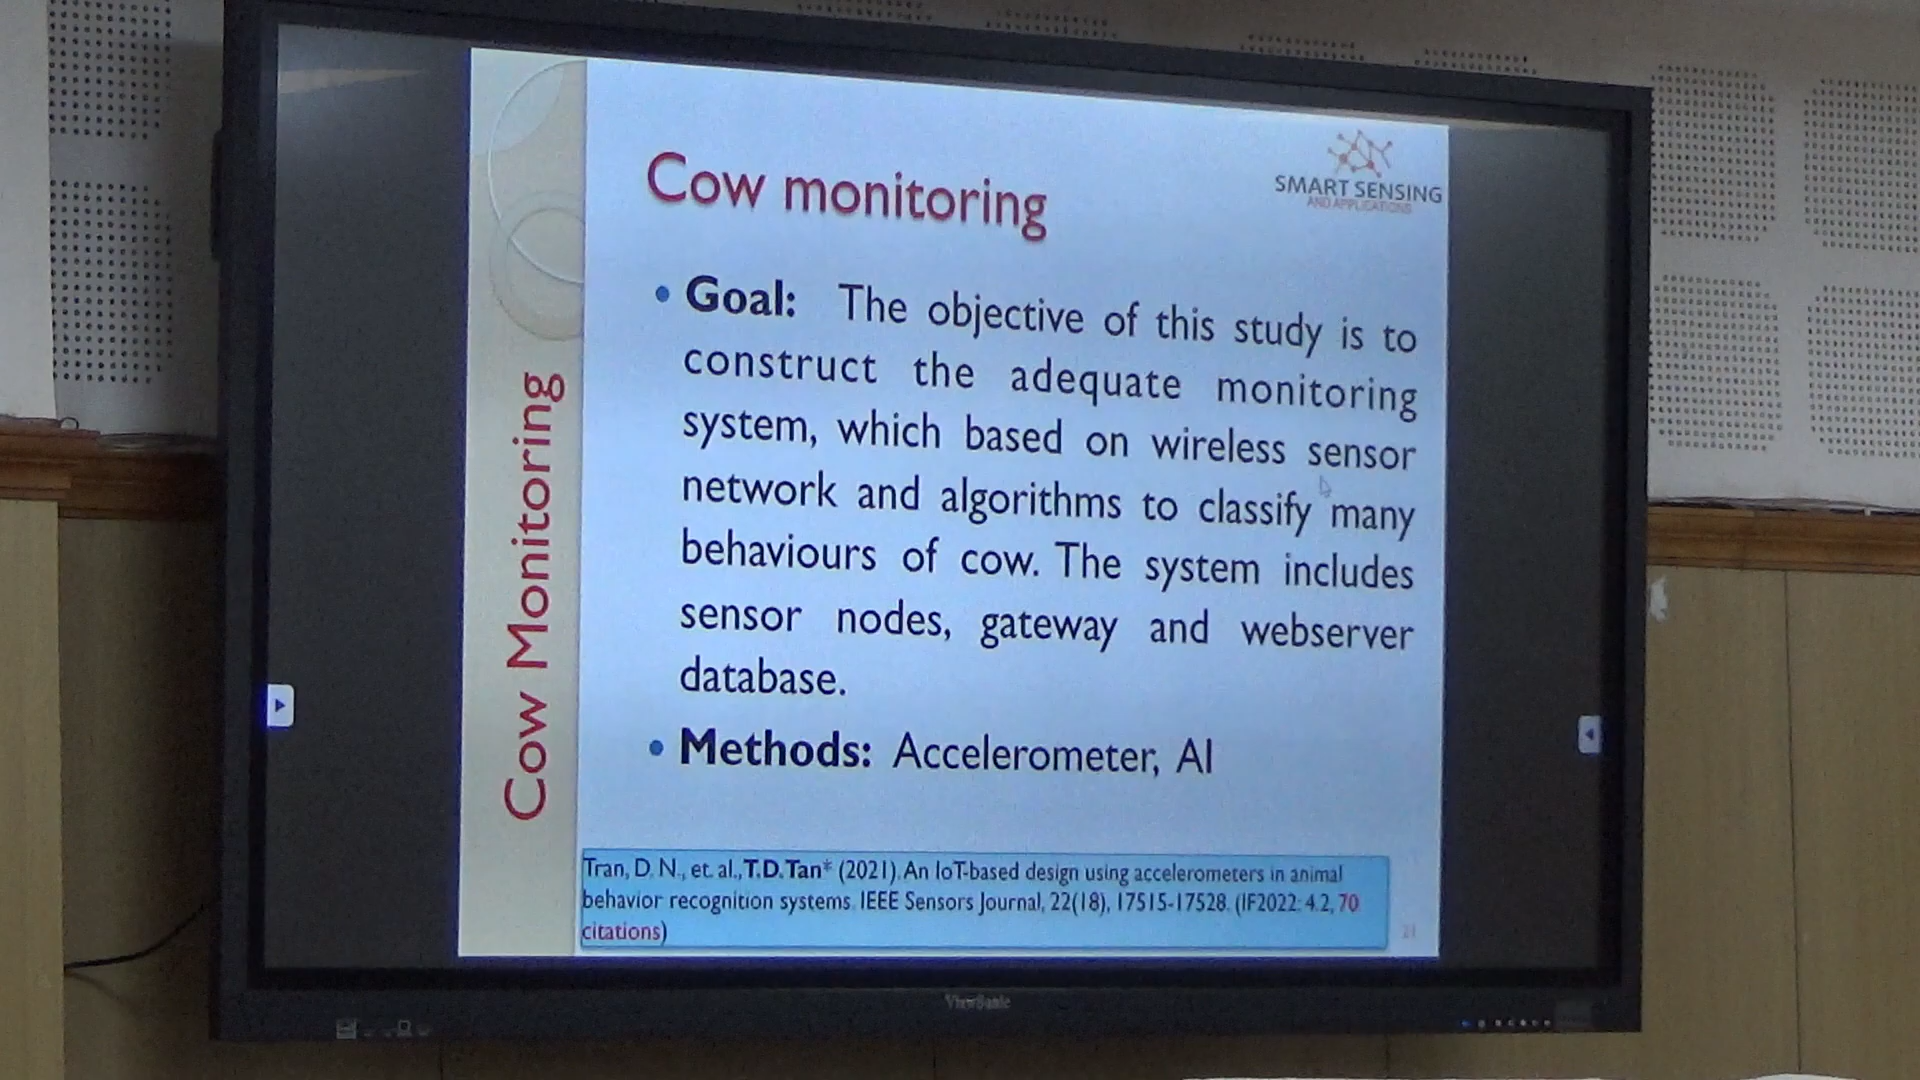 Cow monitoring
SMART SENSING
AND APPLICATIONS
Cow Monitoring
• Goal: The objective of this study is to
construct the adequate monitoring
system, which based on wireless sensor
network and algorithms to classify many
behaviours of cow. The system includes
sensor nodes, gateway and webserver
database.
• Methods: Accelerometer, AI
Tran, D. N., et. al., T.D. Tan* (2021). An IoT-based design using accelerometers in animal
behavior recognition systems. IEEE Sensors Journal, 22(18), 17515-17528. (IF2022: 4.2, 70
citations)
21
ViewSonic